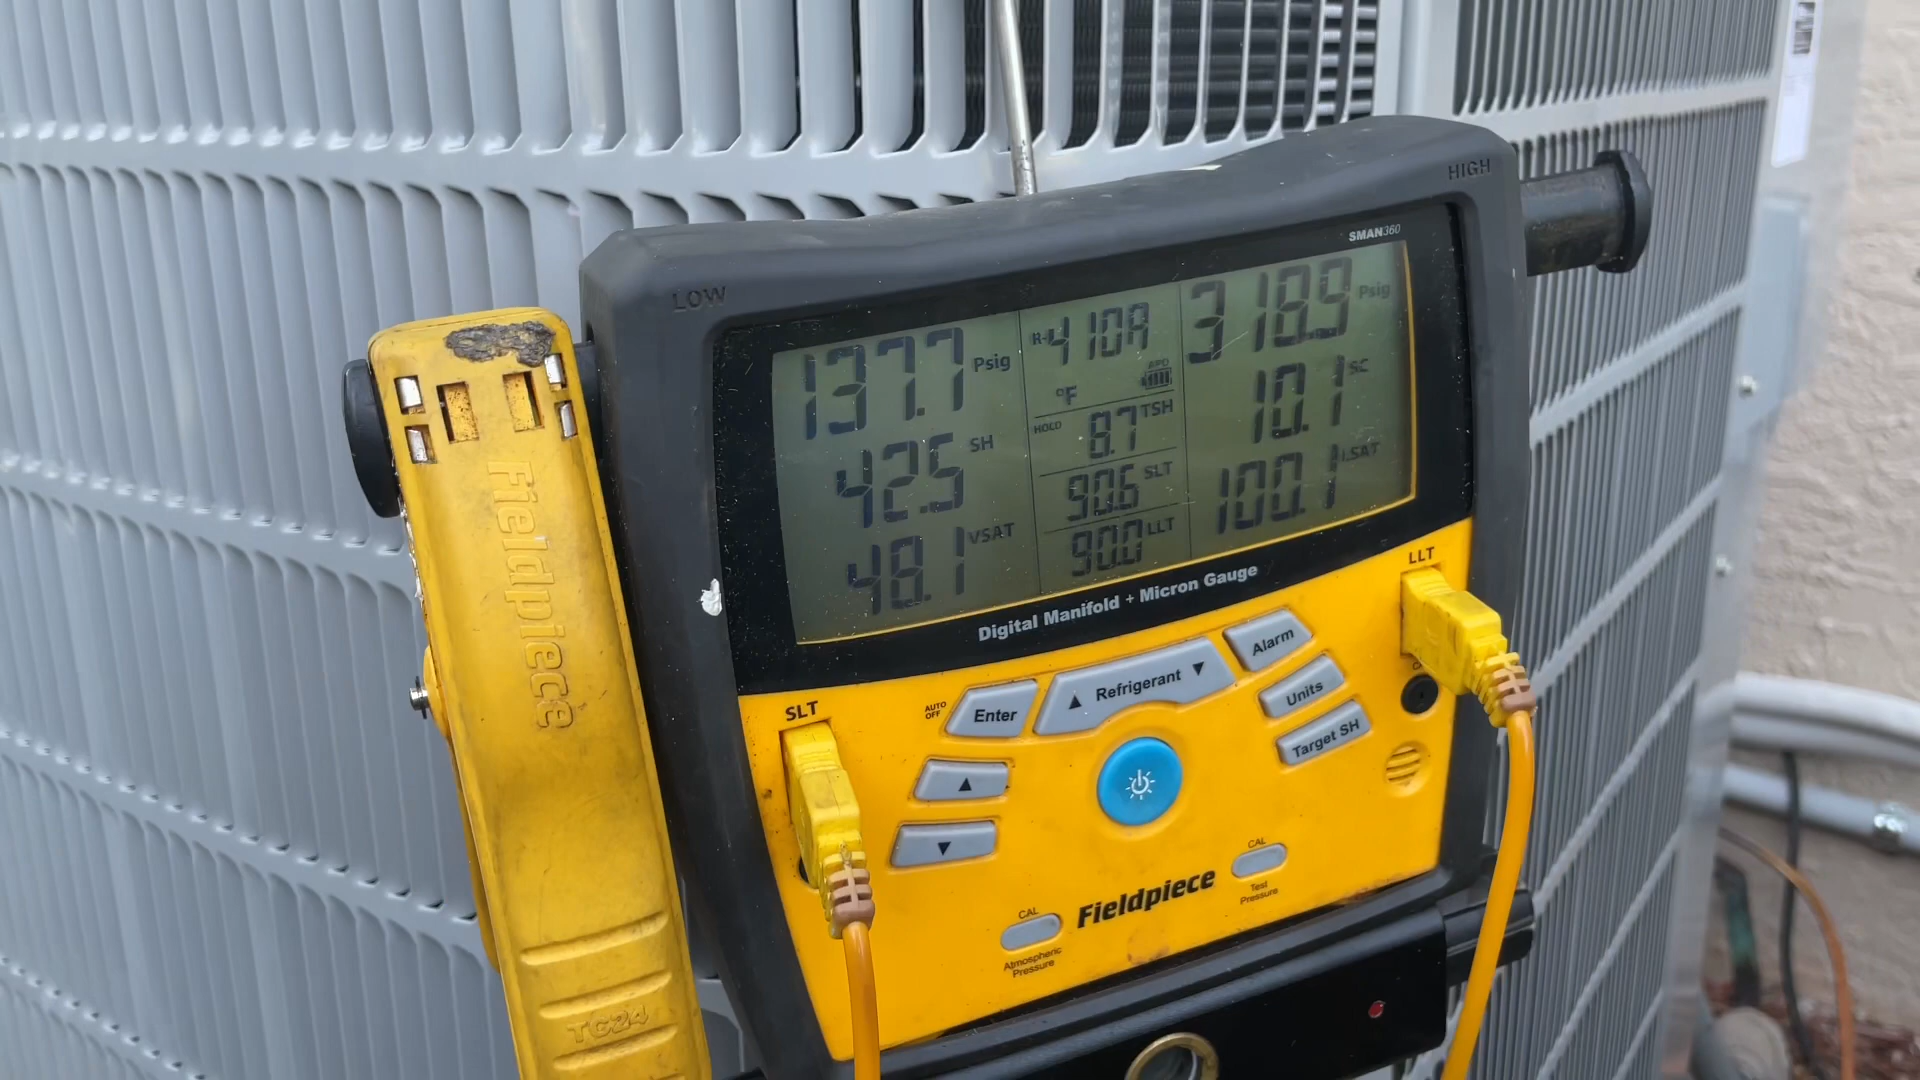 HIGH
SMAN360
LOW
137.7 Psig
42.5 SH
48.1 VSAT
R-410A
APO
°F
HOLD 8.7 TSH
90.6 SLT
90.0 LLT
318.9 Psig
10.1 SC
100.1 LSAT
Digital Manifold + Micron Gauge
Fieldpiece
TC24
SLT
LLT
AUTO
OFF
Enter
▲ Refrigerant ▼
Alarm
Units
Target SH
▲
▼
CAL
Atmospheric
Pressure
Fieldpiece
CAL
Test
Pressure